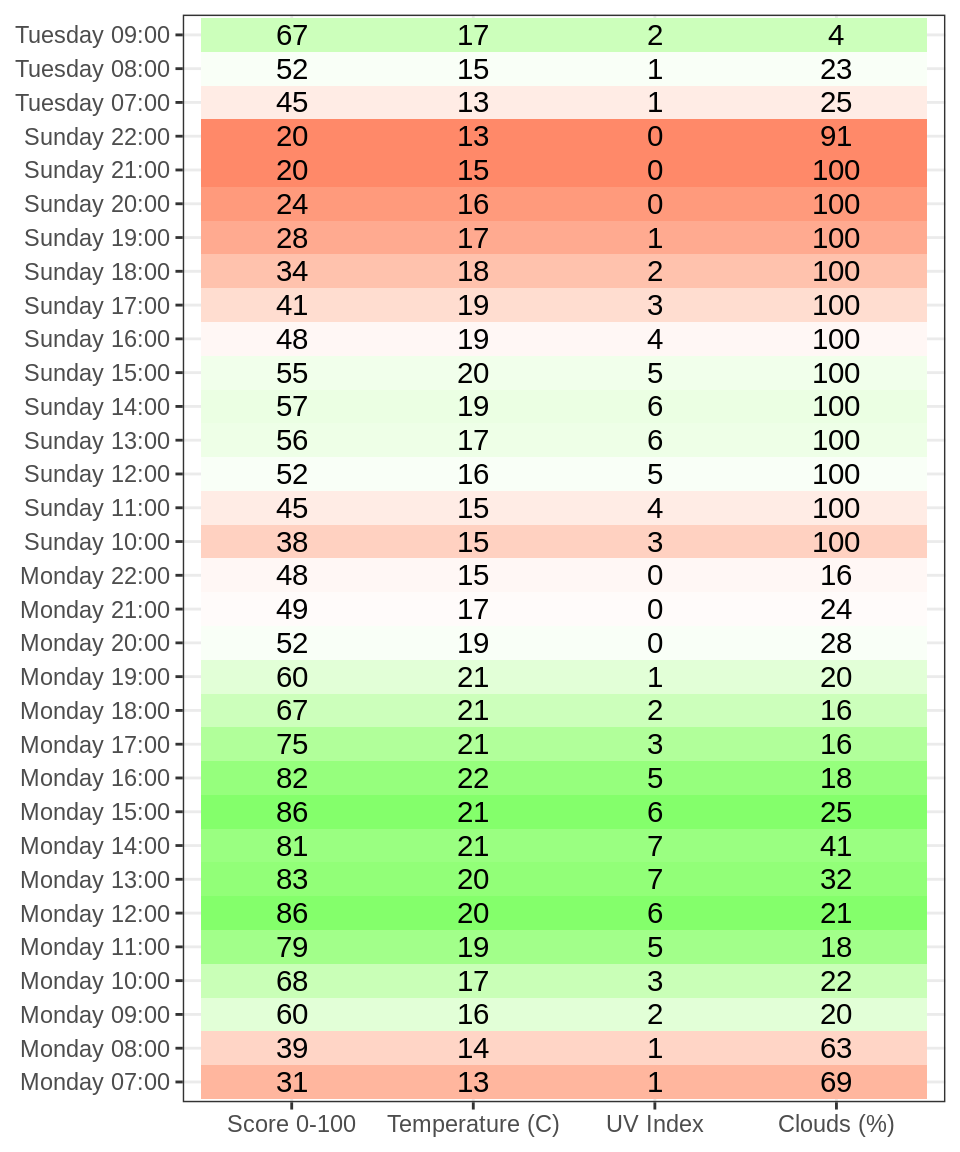 Tuesday 09:00 67 17 2 4
Tuesday 08:00 52 15 1 23
Tuesday 07:00 45 13 1 25
Sunday 22:00 20 13 0 91
Sunday 21:00 20 15 0 100
Sunday 20:00 24 16 0 100
Sunday 19:00 28 17 1 100
Sunday 18:00 34 18 2 100
Sunday 17:00 41 19 3 100
Sunday 16:00 48 19 4 100
Sunday 15:00 55 20 5 100
Sunday 14:00 57 19 6 100
Sunday 13:00 56 17 6 100
Sunday 12:00 52 16 5 100
Sunday 11:00 45 15 4 100
Sunday 10:00 38 15 3 100
Monday 22:00 48 15 0 16
Monday 21:00 49 17 0 24
Monday 20:00 52 19 0 28
Monday 19:00 60 21 1 20
Monday 18:00 67 21 2 16
Monday 17:00 75 21 3 16
Monday 16:00 82 22 5 18
Monday 15:00 86 21 6 25
Monday 14:00 81 21 7 41
Monday 13:00 83 20 7 32
Monday 12:00 86 20 6 21
Monday 11:00 79 19 5 18
Monday 10:00 68 17 3 22
Monday 09:00 60 16 2 20
Monday 08:00 39 14 1 63
Monday 07:00 31 13 1 69
Score 0-100 Temperature (C) UV Index Clouds (%)